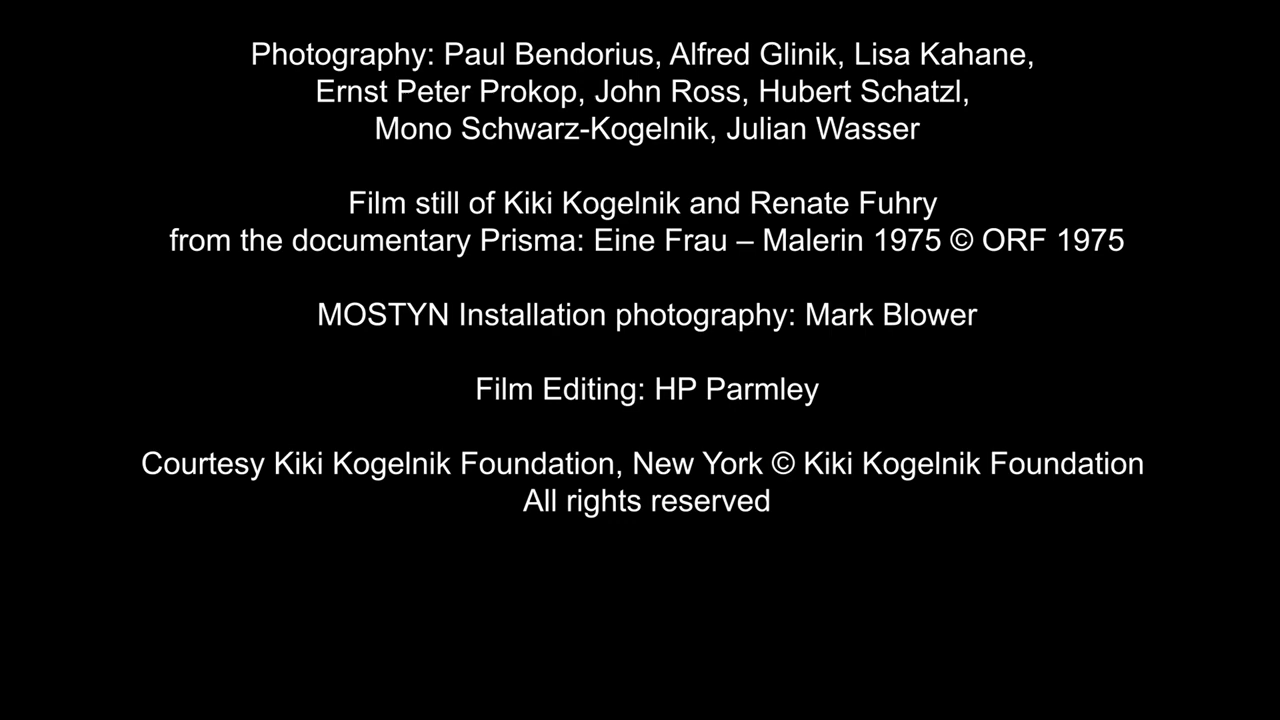 Photography: Paul Bendorius, Alfred Glinik, Lisa Kahane,
Ernst Peter Prokop, John Ross, Hubert Schatzl,
Mono Schwarz-Kogelnik, Julian Wasser
Film still of Kiki Kogelnik and Renate Fuhry
from the documentary Prisma: Eine Frau – Malerin 1975 © ORF 1975
MOSTYN Installation photography: Mark Blower
Film Editing: HP Parmley
Courtesy Kiki Kogelnik Foundation, New York © Kiki Kogelnik Foundation
All rights reserved